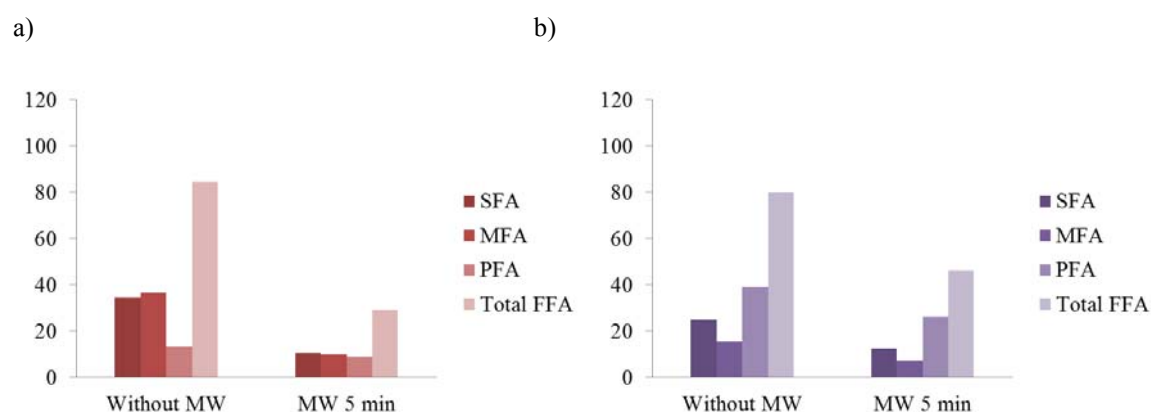 a)
120
100
80
60
40
20
0
Without MW
MW 5 min
SFA
MFA
PFA
Total FFA
b)
120
100
80
60
40
20
0
Without MW
MW 5 min
SFA
MFA
PFA
Total FFA